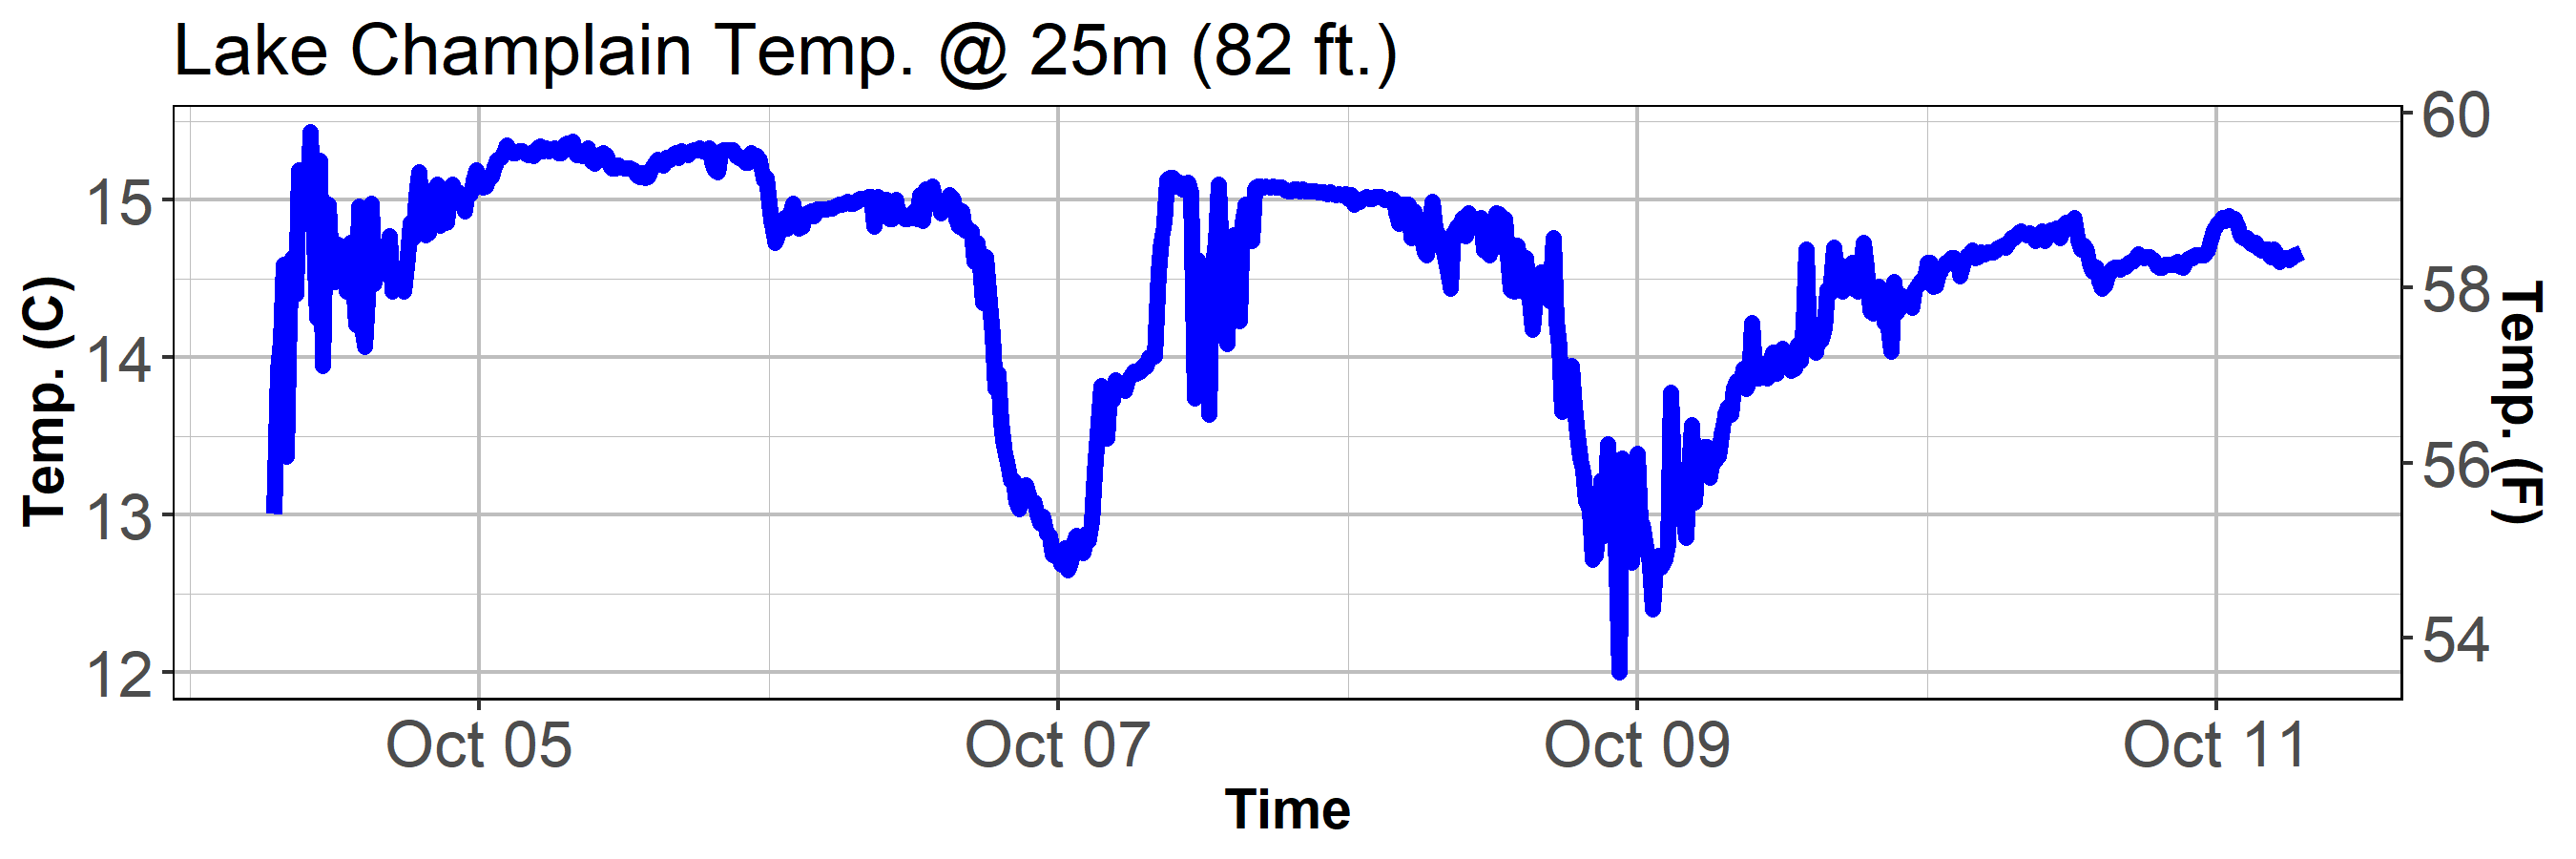 Lake Champlain Temp. @ 25m (82 ft.)
Temp. (C)
15
14
13
12
60
58
56
54
Temp. (F)
Oct 05
Oct 07
Oct 09
Oct 11
Time